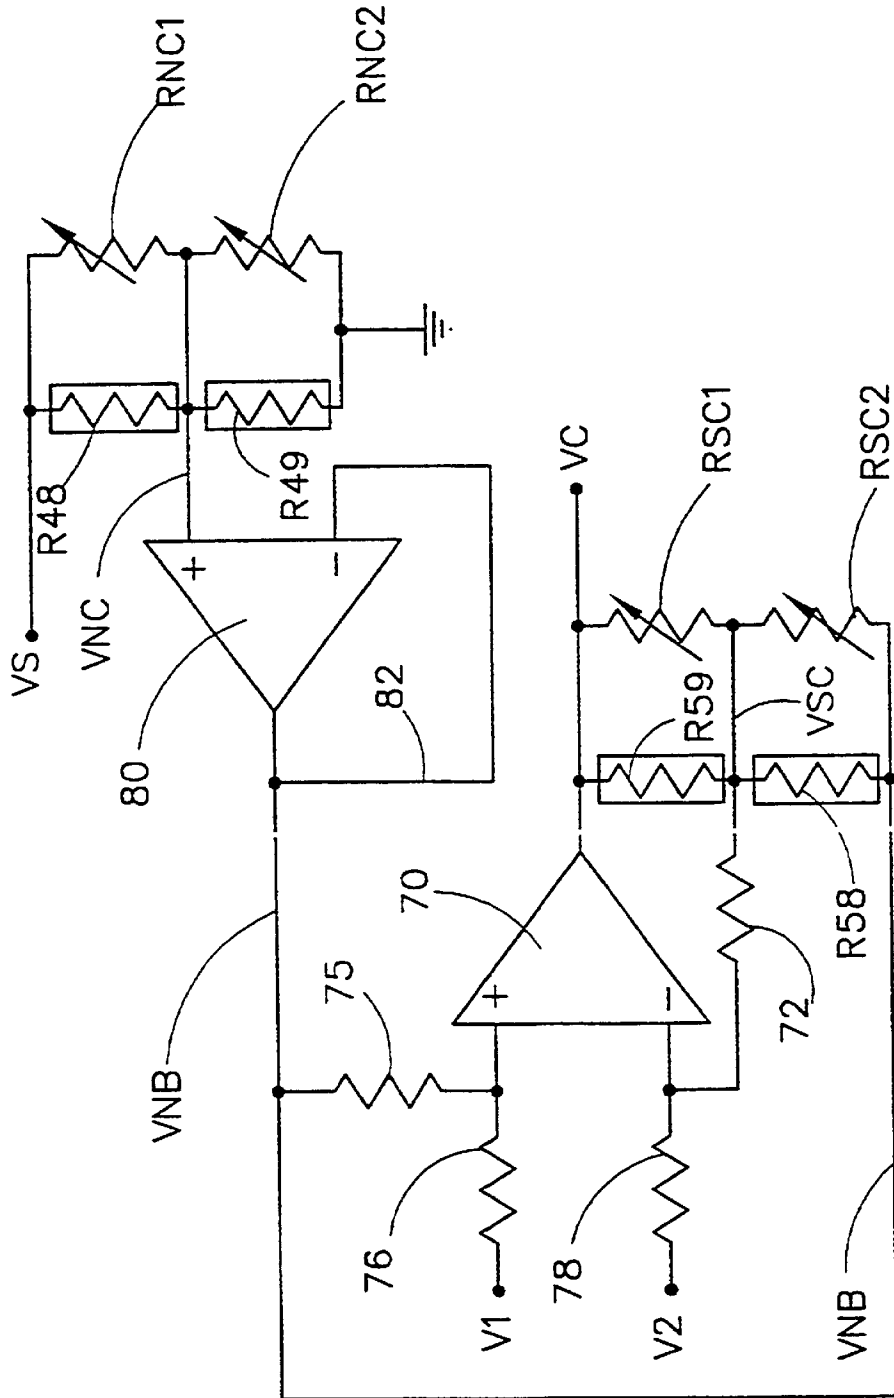 RNC1
RNC2
R48
R49
VS
VNC
+
−
80
82
VC
RSC1
RSC2
R59
VSC
R58
70
+
−
72
75
VNB
76
78
V1
V2
VNB